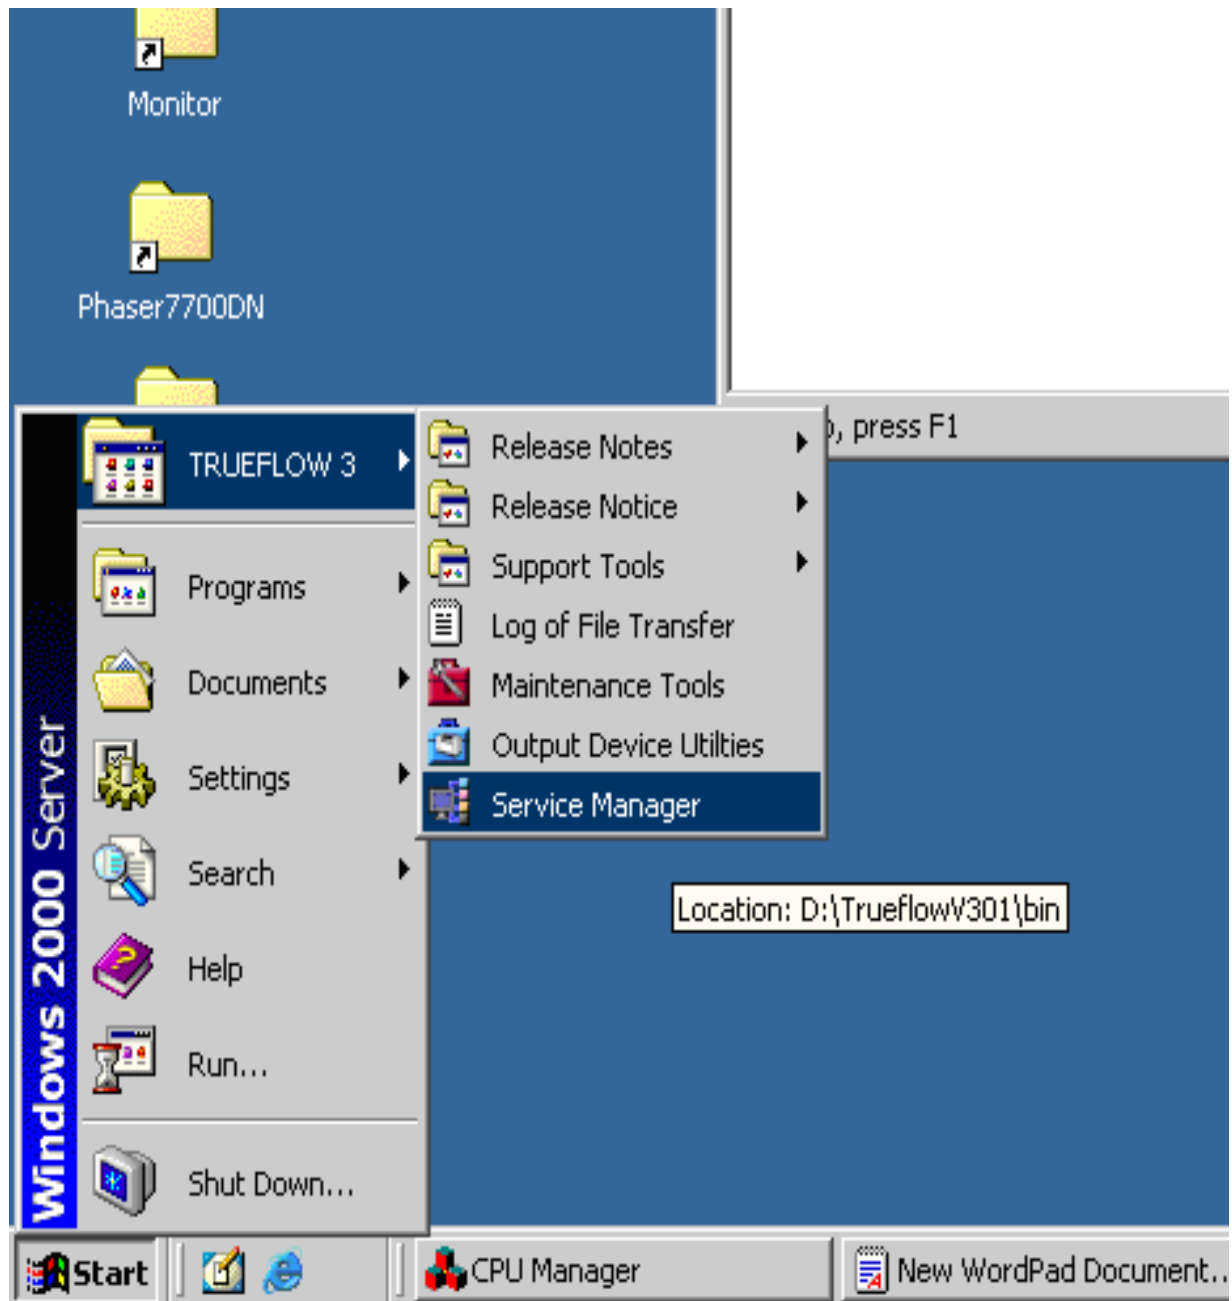 Monitor
Phaser7700DN
, press F1
TRUEFLOW 3
Programs
Documents
Settings
Search
Help
Run...
Shut Down...
Windows 2000 Server
Release Notes
Release Notice
Support Tools
Log of File Transfer
Maintenance Tools
Output Device Utilties
Service Manager
Location: D:\TrueflowV301\bin
Start
CPU Manager
New WordPad Document...